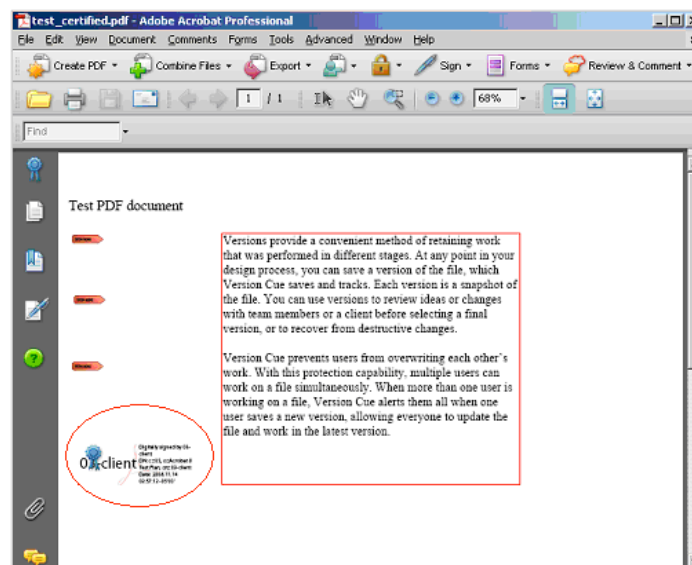 test_certified.pdf - Adobe Acrobat Professional
File Edit View Document Comments Forms Tools Advanced Window Help
Create PDF Combine Files Export Sign Forms Review & Comment
1 / 1 68%
Find
Test PDF document
Versions provide a convenient method of retaining work
that was performed in different stages. At any point in your
design process, you can save a version of the file, which
Version Cue saves and tracks. Each version is a snapshot of
the file. You can use versions to review ideas or changes
with team members or a client before selecting a final
version, or to recover from destructive changes.
Version Cue prevents users from overwriting each other's
work. With this protection capability, multiple users can
work on a file simultaneously. When more than one user is
working on a file, Version Cue alerts them all when one
user saves a new version, allowing everyone to update the
file and work in the latest version.
client
Digitally signed by
client